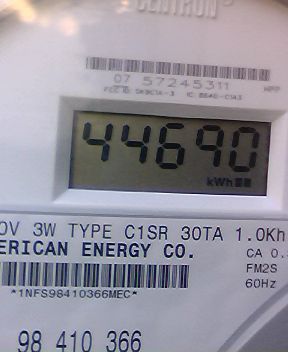 CENTRON
07 57245311
44690
kWh
0V 3W TYPE C1SR 30TA 1.0Kh
ERICAN ENERGY CO.
CA 0.
FM2S
*1NFS98410366MEC*
60Hz
98 410 366